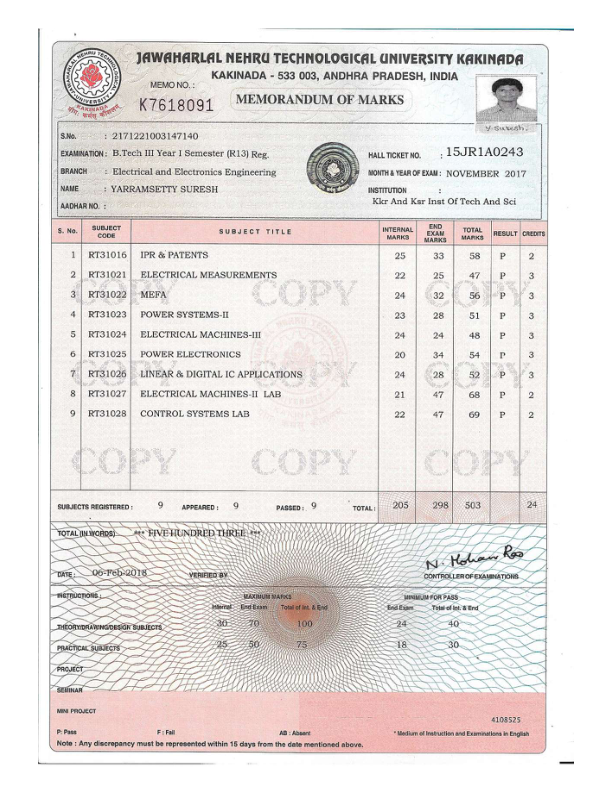 JAWAHARLAL NEHRU TECHNOLOGICAL UNIVERSITY KAKINADA
KAKINADA - 533 003, ANDHRA PRADESH, INDIA
MEMO NO. :
K7618091
MEMORANDUM OF MARKS
Y. Suresh.
S.No. : 2171221003147140
EXAMINATION : B.Tech III Year I Semester (R13) Reg.
HALL TICKET NO. : 15JR1A0243
BRANCH : Electrical and Electronics Engineering
MONTH & YEAR OF EXAM : NOVEMBER 2017
NAME : YARRAMSETTY SURESH
INSTITUTION :
Kkr And Ksr Inst Of Tech And Sci
AADHAR NO. :
S. No. SUBJECT CODE SUBJECT TITLE INTERNAL MARKS END EXAM MARKS TOTAL MARKS RESULT CREDITS
1 RT31016 IPR & PATENTS 25 33 58 P 2
2 RT31021 ELECTRICAL MEASUREMENTS 22 25 47 P 3
3 RT31022 MEFA 24 32 56 P 3
4 RT31023 POWER SYSTEMS-II 23 28 51 P 3
5 RT31024 ELECTRICAL MACHINES-III 24 24 48 P 3
6 RT31025 POWER ELECTRONICS 20 34 54 P 3
7 RT31026 LINEAR & DIGITAL IC APPLICATIONS 24 28 52 P 3
8 RT31027 ELECTRICAL MACHINES-II LAB 21 47 68 P 2
9 RT31028 CONTROL SYSTEMS LAB 22 47 69 P 2
COPY COPY COPY
COPY COPY COPY
COPY COPY COPY
SUBJECTS REGISTERED : 9 APPEARED : 9 PASSED : 9 TOTAL : 205 298 503 24
TOTAL (IN WORDS) *** FIVE HUNDRED THREE ***
N. Mohan Rao
DATE : 06-Feb-2018 VERIFIED BY CONTROLLER OF EXAMINATIONS
INSTRUCTIONS : MAXIMUM MARKS MINIMUM FOR PASS
Internal End Exam Total of Int. & End End Exam Total of Int. & End
THEORY/DRAWING/DESIGN SUBJECTS 30 70 100 24 40
PRACTICAL SUBJECTS 25 50 75 18 30
PROJECT
SEMINAR
MINI PROJECT
4108525
P: Pass F : Fail AB : Absent * Medium of Instruction and Examinations in English
Note : Any discrepancy must be represented within 15 days from the date mentioned above.